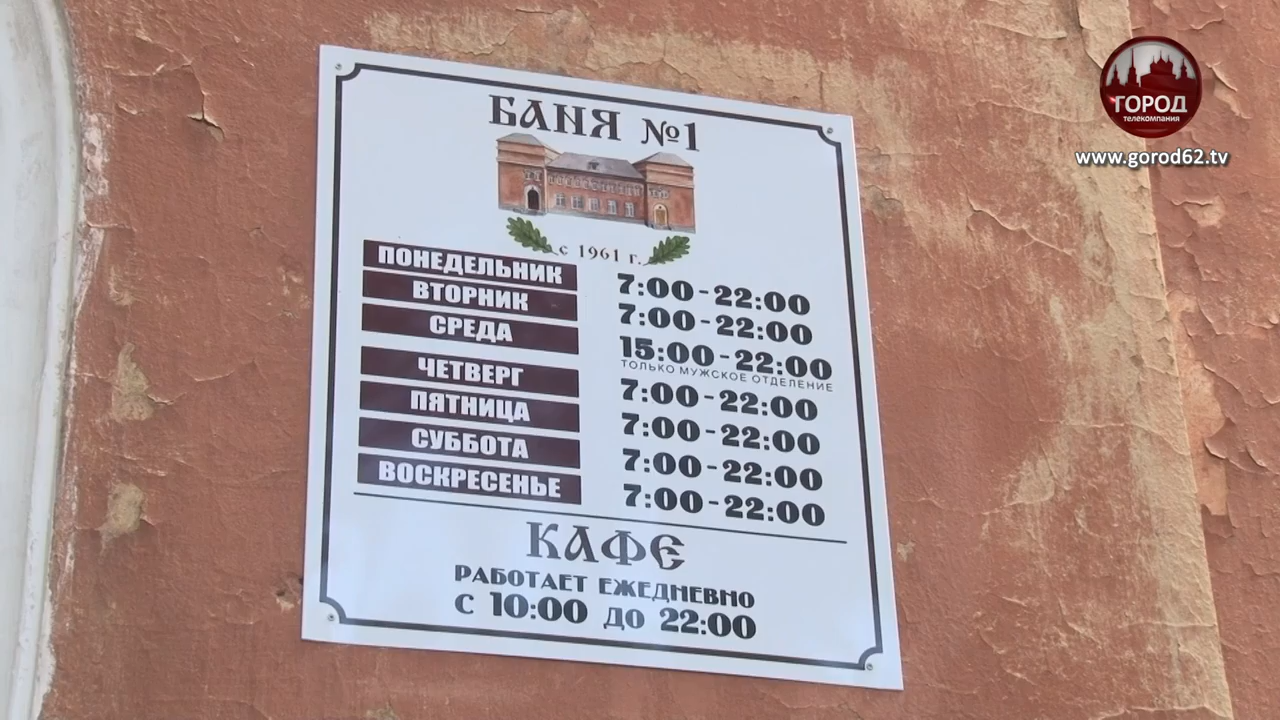 БАНЯ №1
с 1961 г.
ПОНЕДЕЛЬНИК 7:00-22:00
ВТОРНИК 7:00-22:00
СРЕДА 15:00-22:00
ТОЛЬКО МУЖСКОЕ ОТДЕЛЕНИЕ
ЧЕТВЕРГ 7:00-22:00
ПЯТНИЦА 7:00-22:00
СУББОТА 7:00-22:00
ВОСКРЕСЕНЬЕ 7:00-22:00
КАФЕ
РАБОТАЕТ ЕЖЕДНЕВНО
С 10:00 ДО 22:00
ГОРОД
телекомпания
www.gorod62.tv